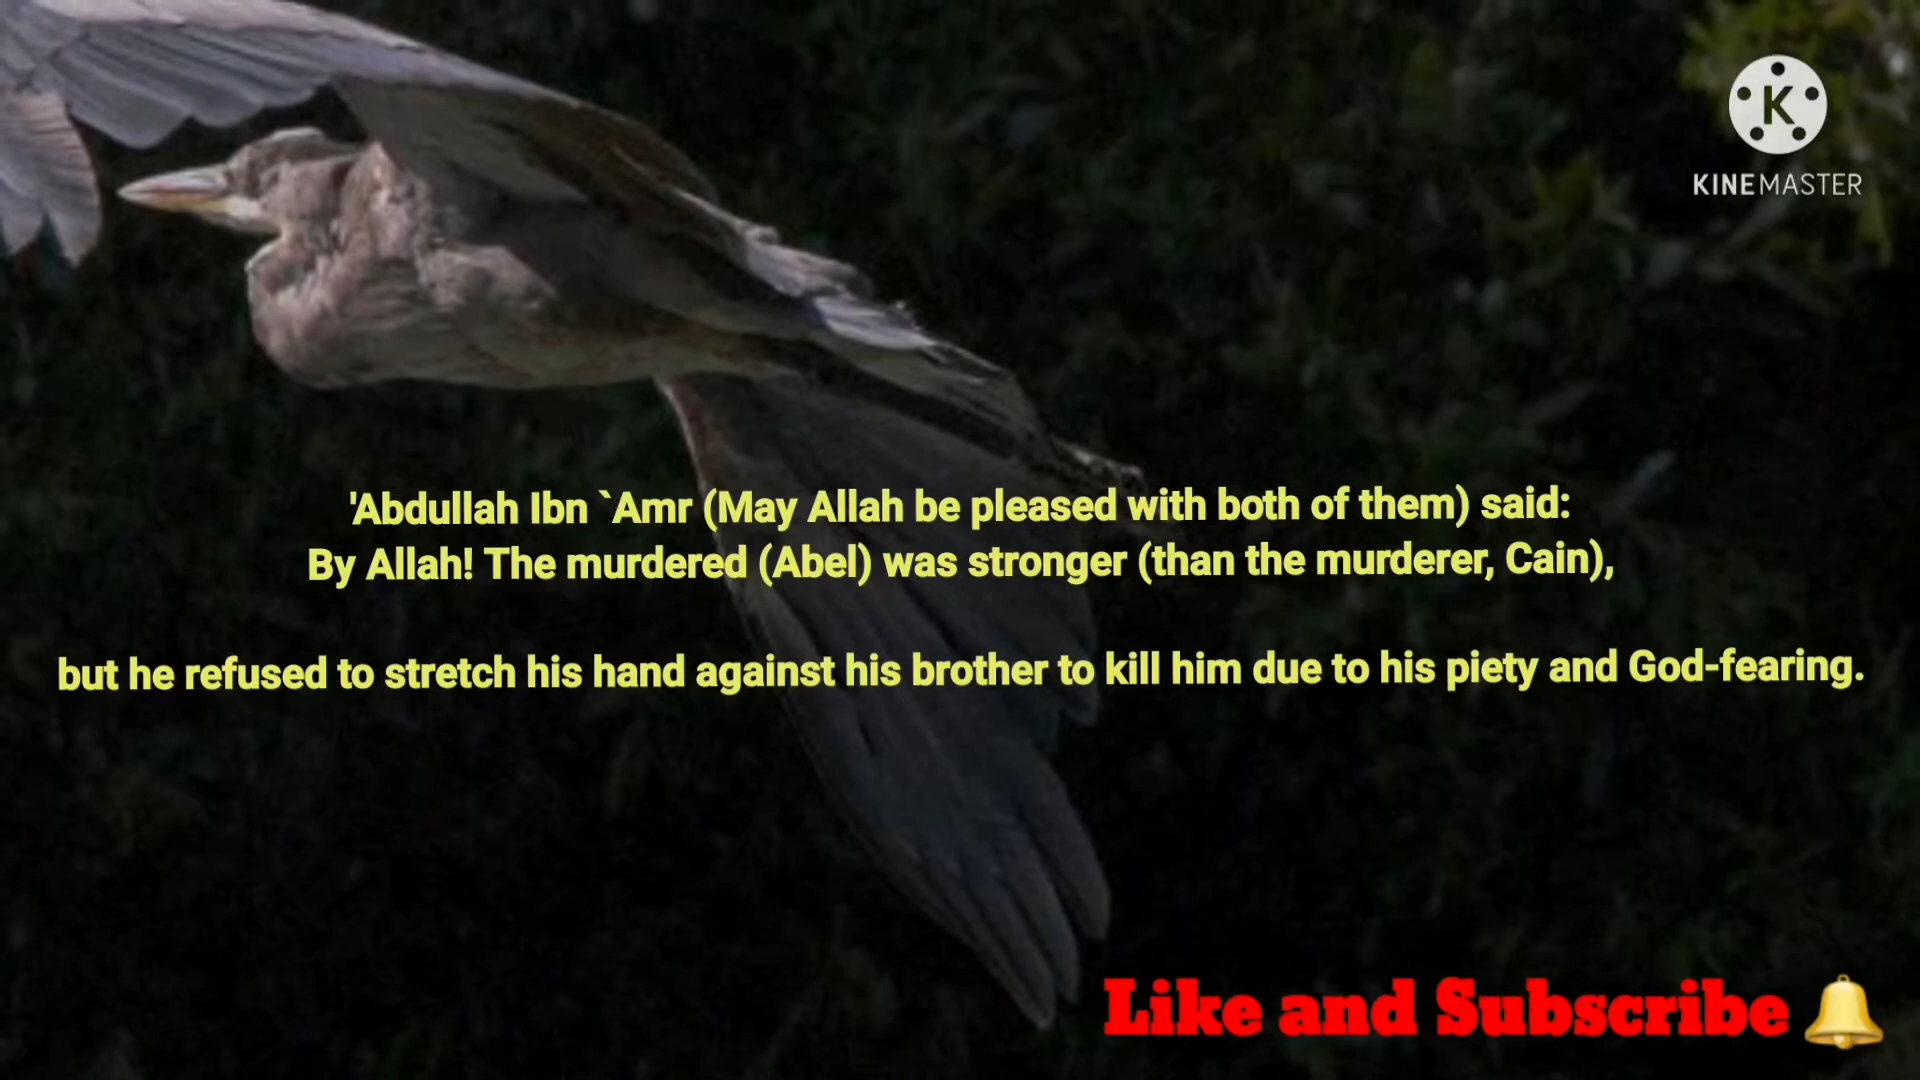 KINEMASTER
'Abdullah Ibn `Amr (May Allah be pleased with both of them) said:
By Allah! The murdered (Abel) was stronger (than the murderer, Cain),
but he refused to stretch his hand against his brother to kill him due to his piety and God-fearing.
Like and Subscribe 🔔